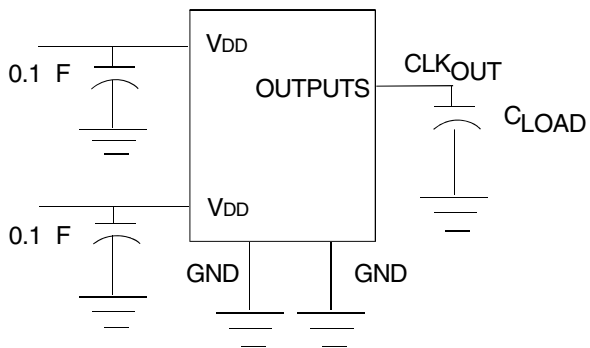 VDD
0.1 F
OUTPUTS
CLKOUT
CLOAD
VDD
0.1 F
GND
GND